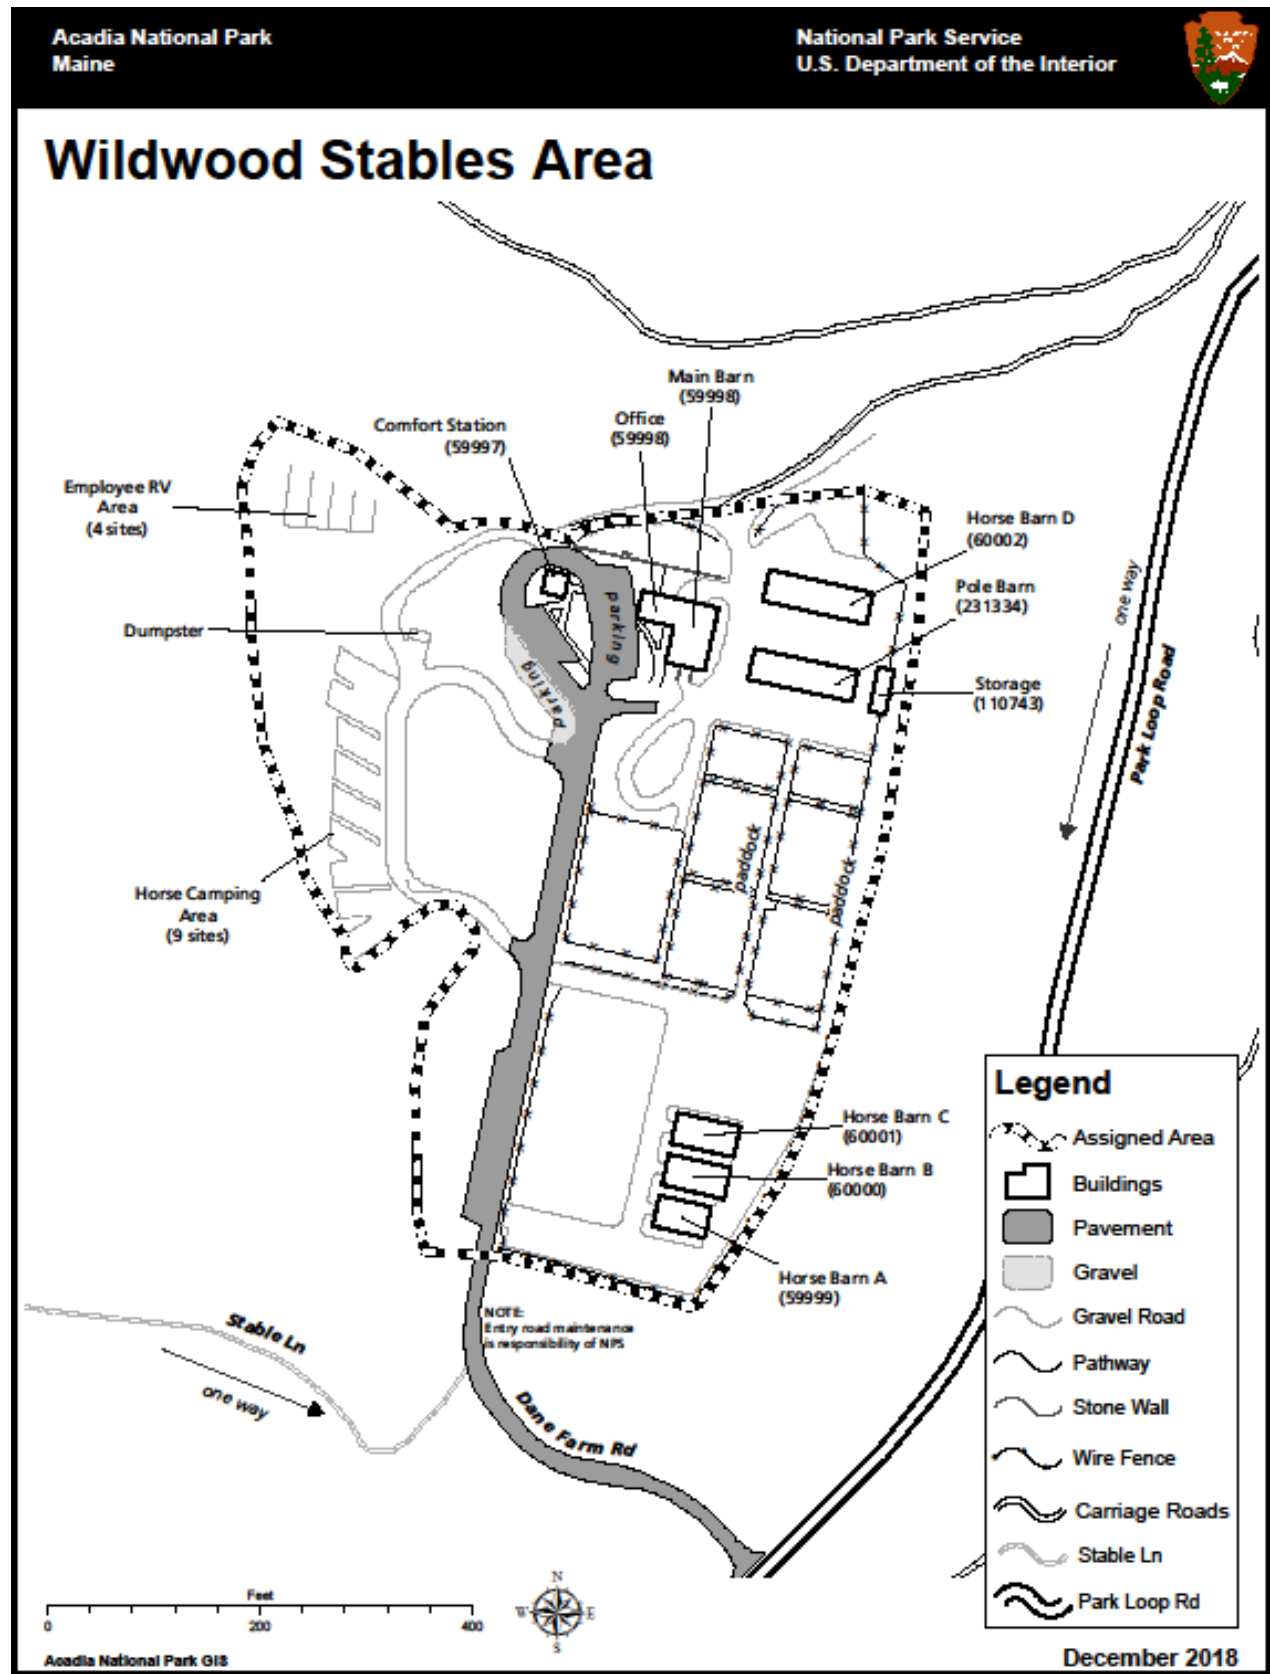 Acadia National Park
Maine
National Park Service
U.S. Department of the Interior
Wildwood Stables Area
Main Barn
(59998)
Office
(59998)
Comfort Station
(59997)
Employee RV
Area
(4 sites)
Horse Barn D
(60002)
Pole Barn
(231334)
Storage
(110743)
Dumpster
parking
parking
one way
Park Loop Road
paddock
paddock
Horse Camping
Area
(9 sites)
Horse Barn C
(60001)
Horse Barn B
(60000)
Horse Barn A
(59999)
NOTE:
Entry road maintenance
is responsibility of NPS
Stable Ln
one way
Dane Farm Rd
Legend
Assigned Area
Buildings
Pavement
Gravel
Gravel Road
Pathway
Stone Wall
Wire Fence
Carriage Roads
Stable Ln
Park Loop Rd
Feet
0 200 400
N
W E
S
Acadia National Park GIS
December 2018